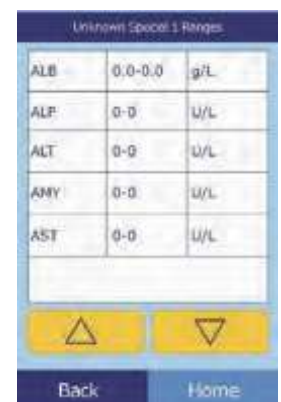 Unknown Special 1 Ranges
ALB 0.0-0.0 g/L
ALP 0-0 U/L
ALT 0-0 U/L
AMY 0-0 U/L
AST 0-0 U/L
Back Home